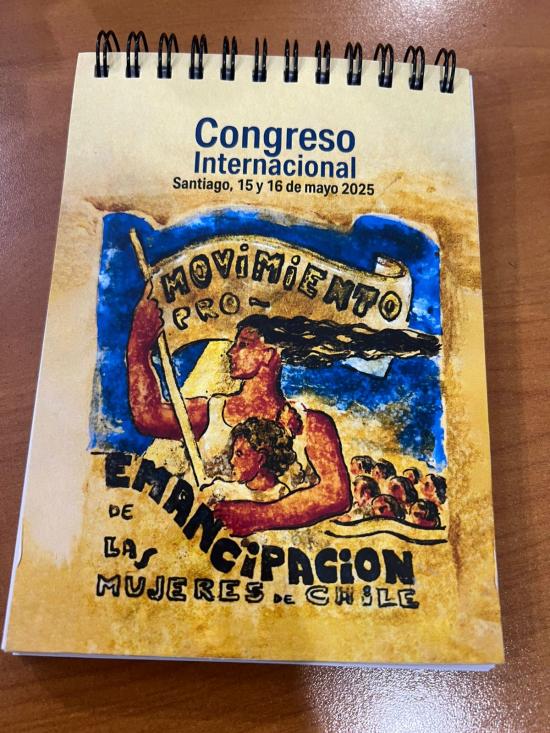 Congreso
Internacional
Santiago, 15 y 16 de mayo 2025
MOViMiENTO
PRO-
EMANCiPACiON
DE
LAS
MUJERES DE CHiLE